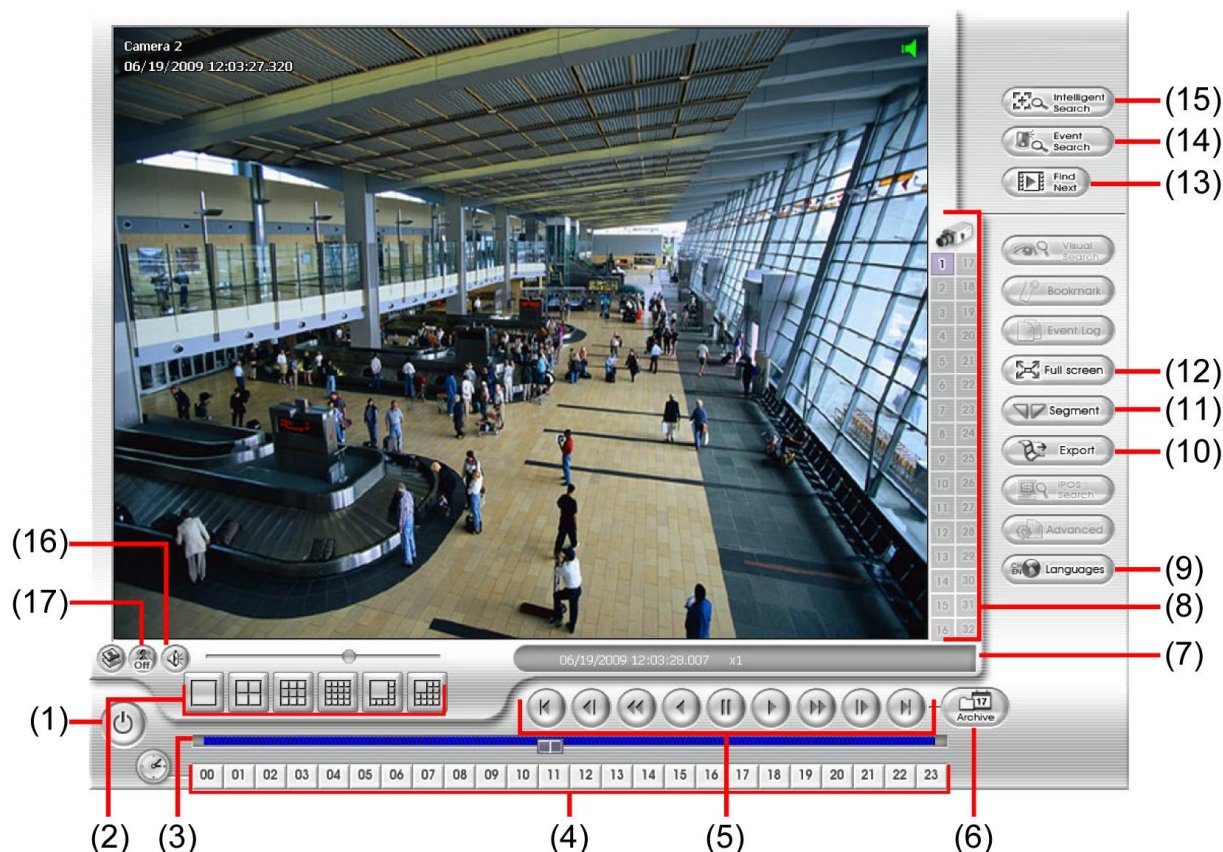 Camera 2
06/19/2009 12:03:27.320
Intelligent
Search
(15)
Event
Search
(14)
Find
Next
(13)
Visual
Search
1 17
2 18
Bookmark
3 19
Event Log
4 20
5 21
Full screen
(12)
6 22
7 23
Segment
(11)
8 24
9 25
Export
(10)
10 26
iPOS
Search
11 27
12 28
Advanced
13 29
Languages
(9)
14 30
15 31
(8)
16 32
(16)
(17)
Off
06/19/2009 12:03:28.007 x1
(7)
17
Archive
(1)
00 01 02 03 04 05 06 07 08 09 10 11 12 13 14 15 16 17 18 19 20 21 22 23
(2) (3) (4) (5) (6)